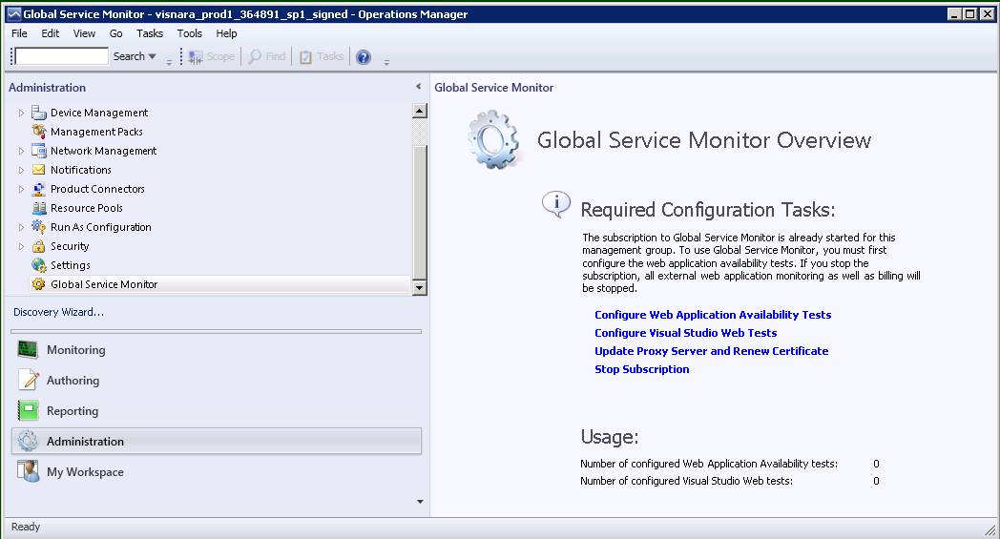 Global Service Monitor - visnara_prod1_364891_sp1_signed - Operations Manager
File Edit View Go Tasks Tools Help
Search Scope Find Tasks
Administration
Device Management
Management Packs
Network Management
Notifications
Product Connectors
Resource Pools
Run As Configuration
Security
Settings
Global Service Monitor
Discovery Wizard...
Monitoring
Authoring
Reporting
Administration
My Workspace
Global Service Monitor
Global Service Monitor Overview
Required Configuration Tasks:
The subscription to Global Service Monitor is already started for this
management group. To use Global Service Monitor, you must first
configure the web application availability tests. If you stop the
subscription, all external web application monitoring as well as billing will
be stopped.
Configure Web Application Availability Tests
Configure Visual Studio Web Tests
Update Proxy Server and Renew Certificate
Stop Subscription
Usage:
Number of configured Web Application Availability tests: 0
Number of configured Visual Studio Web tests: 0
Ready